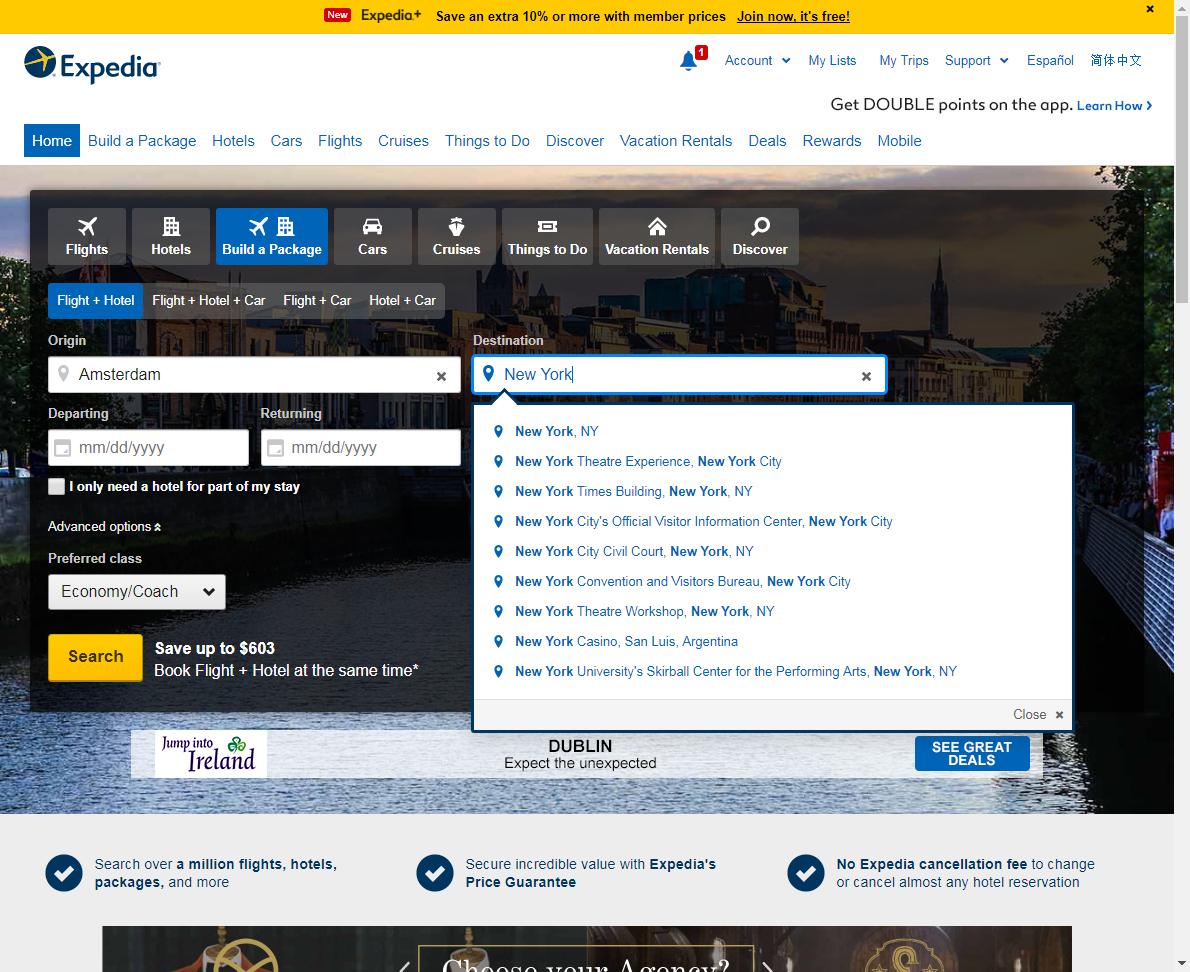 New Expedia+ Save an extra 10% or more with member prices Join now, it's free!
Expedia
1 Account My Lists My Trips Support Español 简体中文
Get DOUBLE points on the app. Learn How
Home Build a Package Hotels Cars Flights Cruises Things to Do Discover Vacation Rentals Deals Rewards Mobile
Flights Hotels Build a Package Cars Cruises Things to Do Vacation Rentals Discover
Flight + Hotel Flight + Hotel + Car Flight + Car Hotel + Car
Origin Destination
Amsterdam New York
Departing Returning
mm/dd/yyyy mm/dd/yyyy
I only need a hotel for part of my stay
Advanced options
Preferred class
Economy/Coach
Search
Save up to $603
Book Flight + Hotel at the same time*
New York, NY
New York Theatre Experience, New York City
New York Times Building, New York, NY
New York City's Official Visitor Information Center, New York City
New York City Civil Court, New York, NY
New York Convention and Visitors Bureau, New York City
New York Theatre Workshop, New York, NY
New York Casino, San Luis, Argentina
New York University's Skirball Center for the Performing Arts, New York, NY
Close
Jump into
Ireland
DUBLIN
Expect the unexpected
SEE GREAT
DEALS
Search over a million flights, hotels,
packages, and more
Secure incredible value with Expedia's
Price Guarantee
No Expedia cancellation fee to change
or cancel almost any hotel reservation
Choose your Agency?